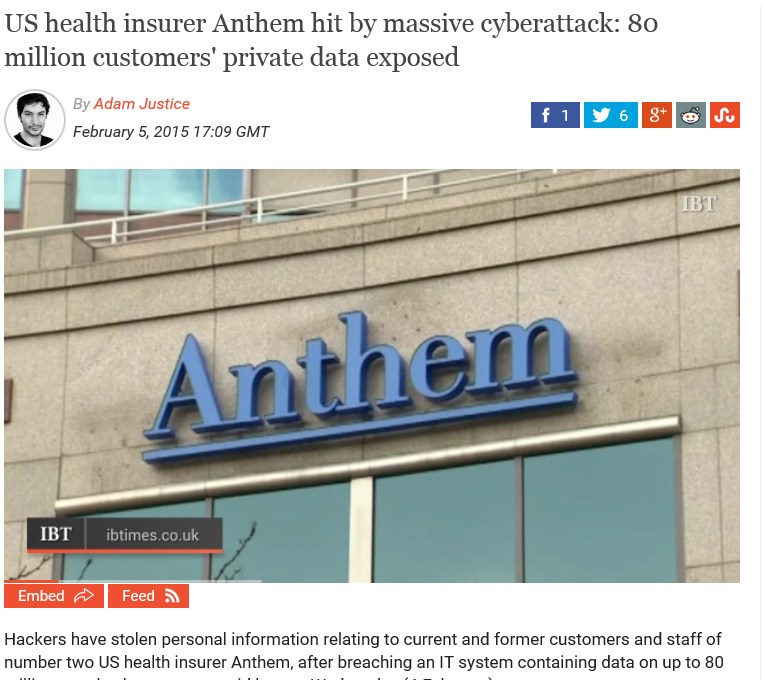 US health insurer Anthem hit by massive cyberattack: 80
million customers' private data exposed
By Adam Justice
February 5, 2015 17:09 GMT
f 1
6
g+
IBT
Anthem
IBT ibtimes.co.uk
Embed
Feed
Hackers have stolen personal information relating to current and former customers and staff of
number two US health insurer Anthem, after breaching an IT system containing data on up to 80